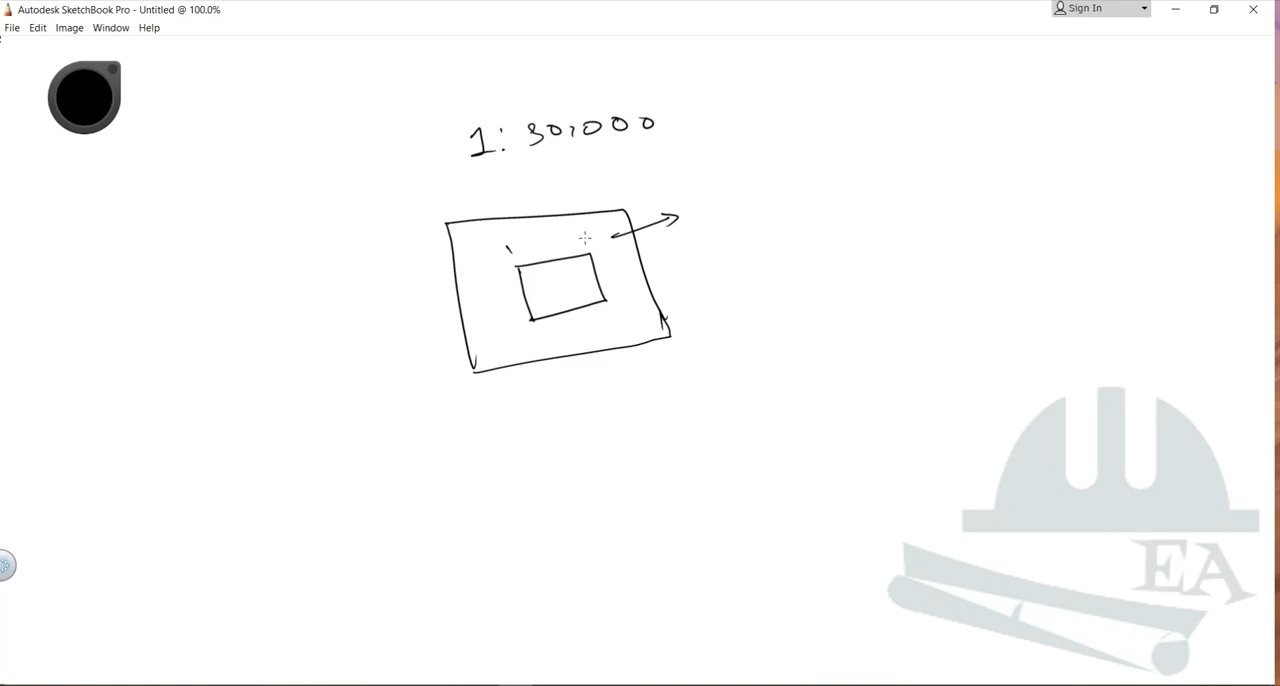 Autodesk SketchBook Pro - Untitled @ 100.0%
Sign In
File Edit Image Window Help
1: 30,000
EA